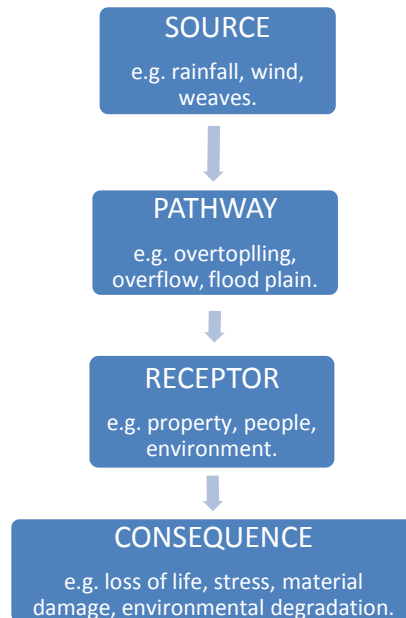 SOURCE
e.g. rainfall, wind,
weaves.
PATHWAY
e.g. overtoplling,
overflow, flood plain.
RECEPTOR
e.g. property, people,
environment.
CONSEQUENCE
e.g. loss of life, stress, material
damage, environmental degradation.